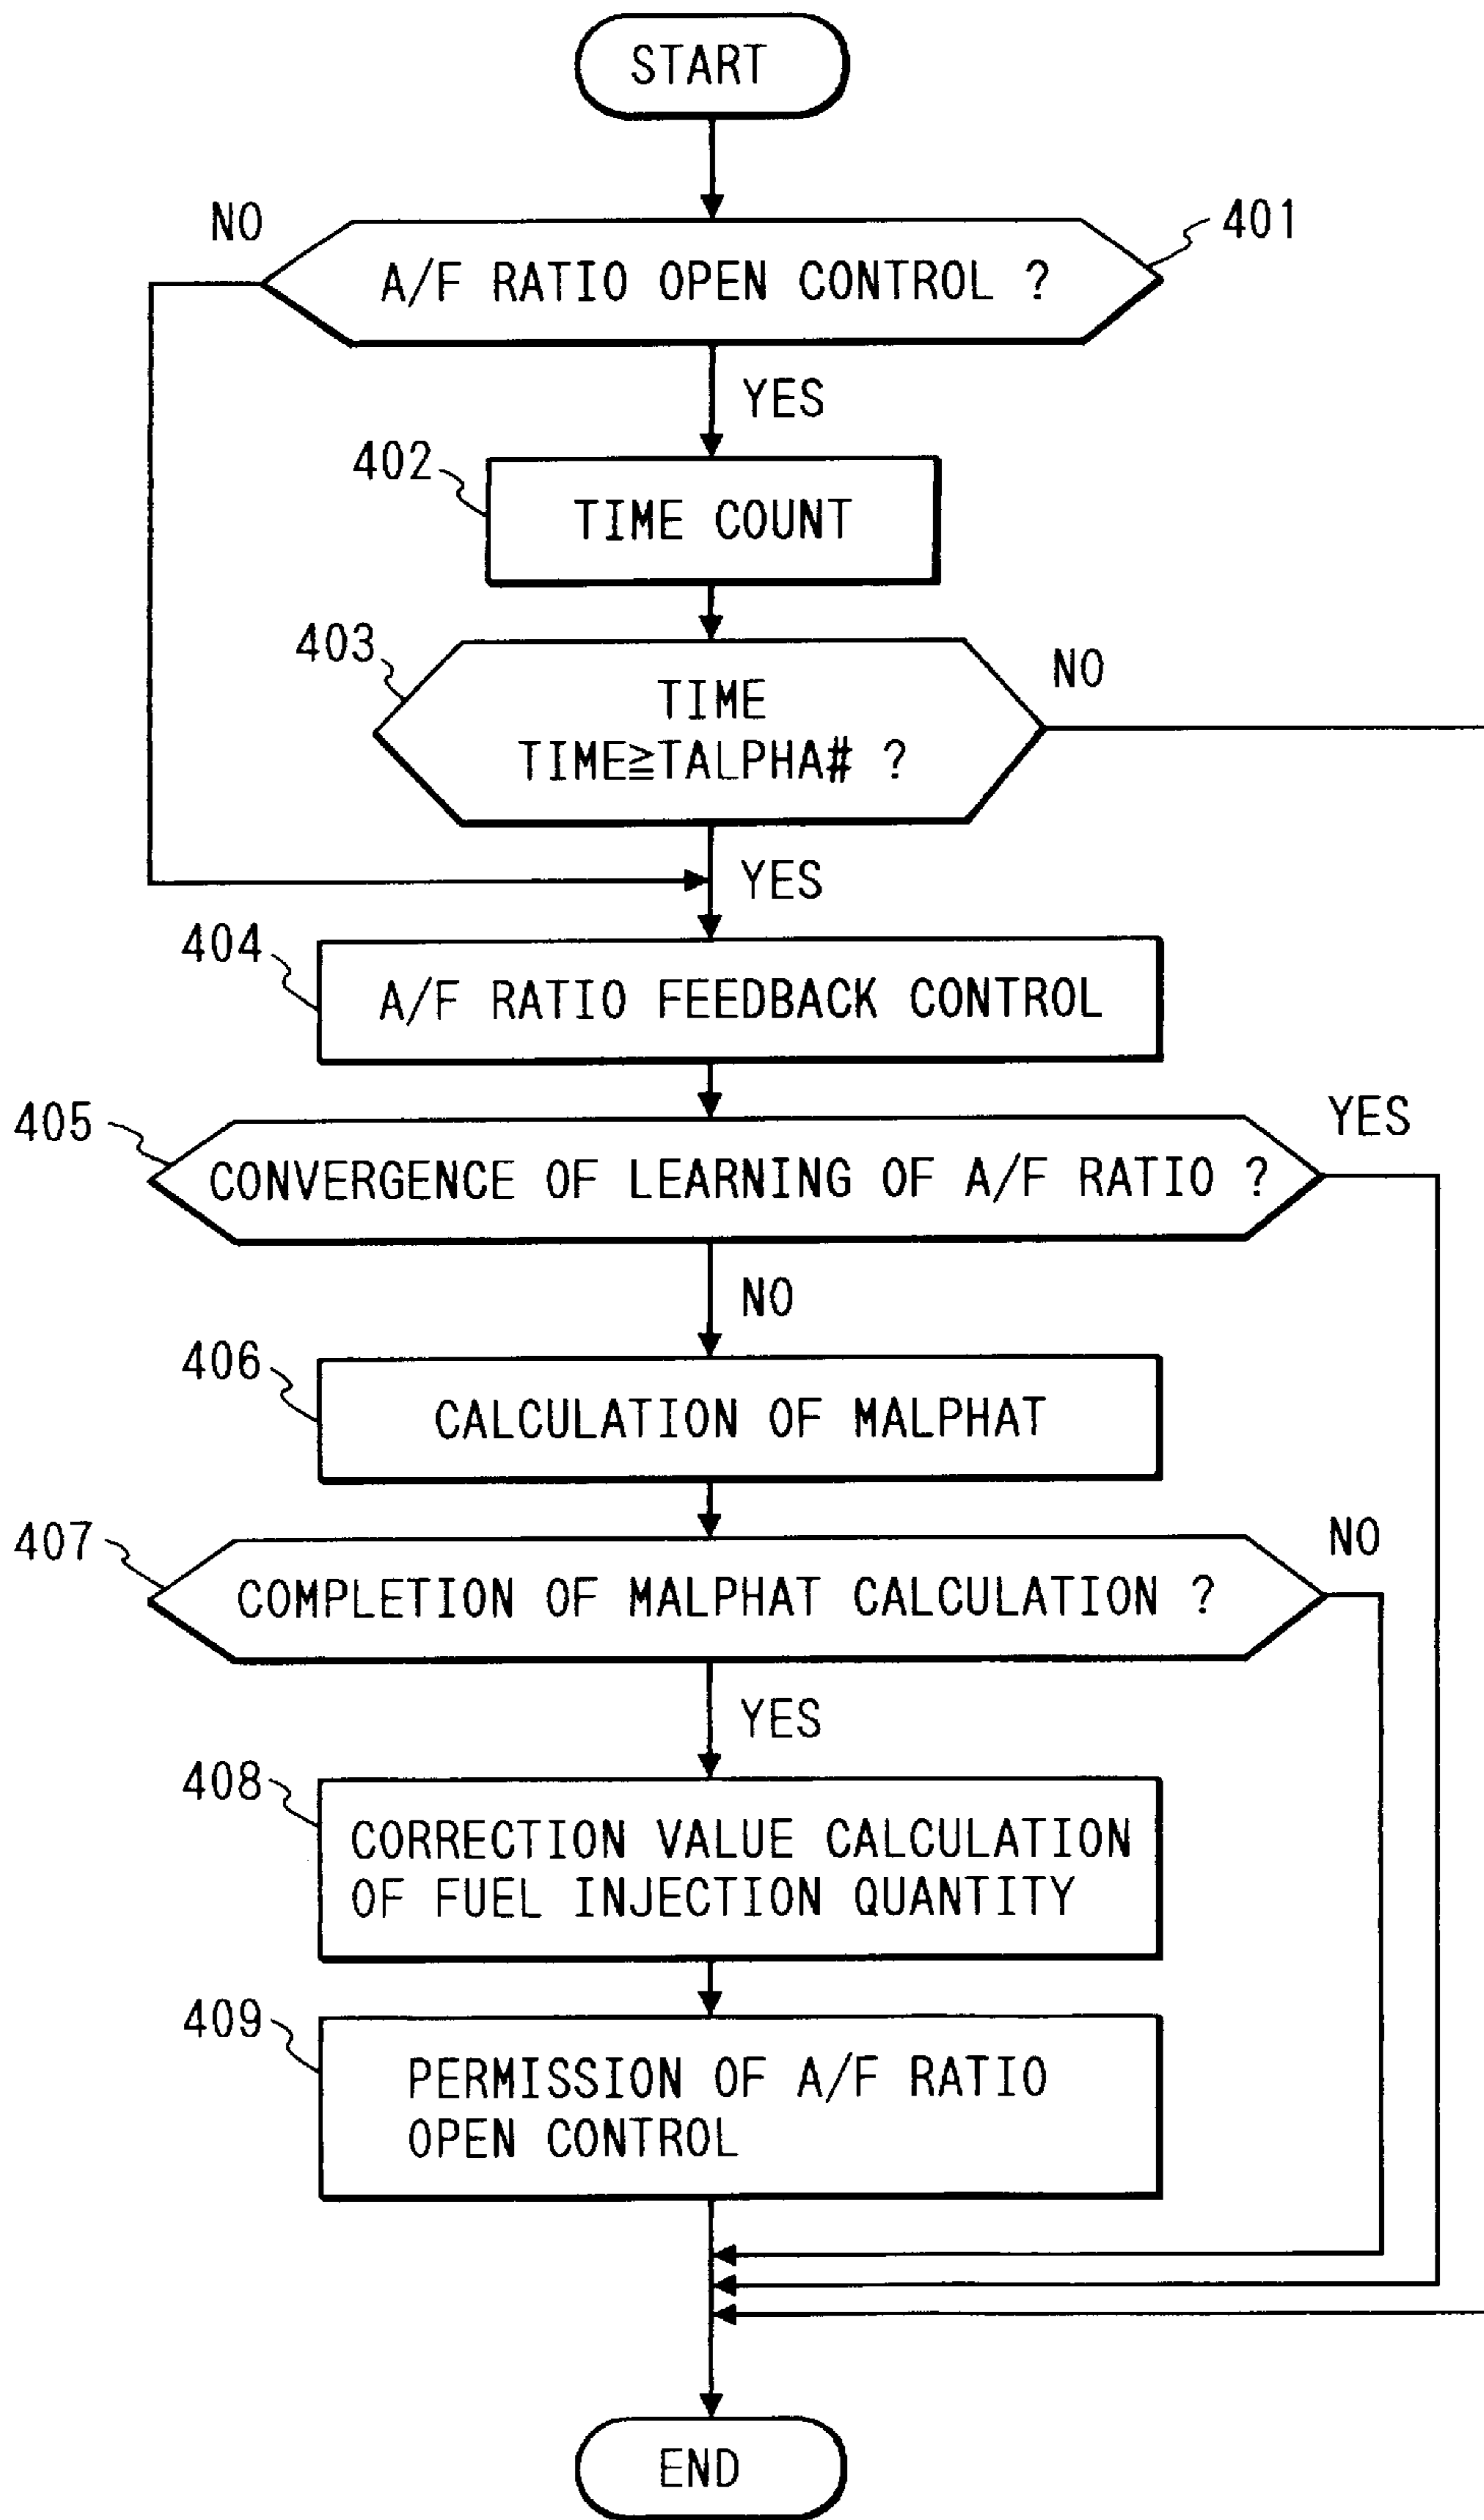 START
NO
401
A/F RATIO OPEN CONTROL ?
YES
402
TIME COUNT
403
NO
TIME
TIME≧TALPHA# ?
YES
404
A/F RATIO FEEDBACK CONTROL
405
YES
CONVERGENCE OF LEARNING OF A/F RATIO ?
NO
406
CALCULATION OF MALPHAT
407
NO
COMPLETION OF MALPHAT CALCULATION ?
YES
408
CORRECTION VALUE CALCULATION
OF FUEL INJECTION QUANTITY
409
PERMISSION OF A/F RATIO
OPEN CONTROL
END